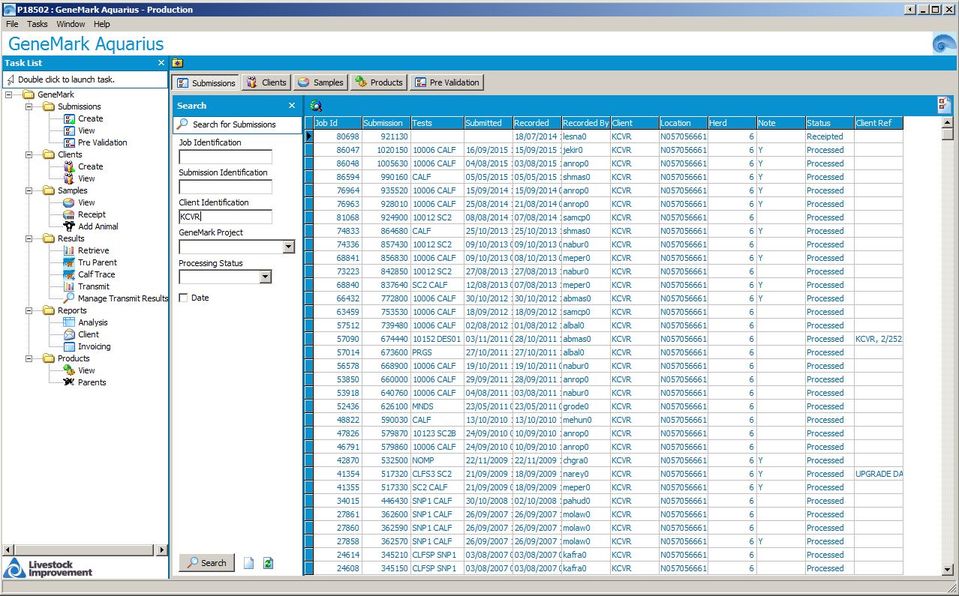 P18502 : GeneMark Aquarius - Production
File Tasks Window Help
GeneMark Aquarius
Task List
Double click to launch task.
GeneMark
Submissions
Create
View
Pre Validation
Clients
Create
View
Samples
View
Receipt
Add Animal
Results
Retrieve
Tru Parent
Calf Trace
Transmit
Manage Transmit Results
Reports
Analysis
Client
Invoicing
Products
View
Parents
Livestock
Improvement
Submissions Clients Samples Products Pre Validation
Search
Search for Submissions
Job Identification
Submission Identification
Client Identification
KCVR
GeneMark Project
Processing Status
Date
Search
Job Id Submission Tests Submitted Recorded Recorded By Client Location Herd Note Status Client Ref
80698 921130 18/07/2014 lesna0 KCVR N057056661 6 Receipted
86047 1020150 10006 CALF 16/09/2015 15/09/2015 jekir0 KCVR N057056661 6 Y Processed
86048 1005630 10006 CALF 04/08/2015 03/08/2015 anrop0 KCVR N057056661 6 Y Processed
86594 990160 CALF 05/05/2015 05/05/2015 shmas0 KCVR N057056661 6 Y Processed
76964 935520 10006 CALF 15/09/2014 15/09/2014 anrop0 KCVR N057056661 6 Y Processed
76963 928010 10006 CALF 25/08/2014 21/08/2014 anrop0 KCVR N057056661 6 Y Processed
81068 924900 10012 SC2 08/08/2014 07/08/2014 samcp0 KCVR N057056661 6 Processed
74833 864680 CALF 25/10/2013 25/10/2013 shmas0 KCVR N057056661 6 Y Processed
74336 857430 10012 SC2 09/10/2013 09/10/2013 nabur0 KCVR N057056661 6 Processed
68841 856830 10006 CALF 09/10/2013 08/10/2013 meper0 KCVR N057056661 6 Y Processed
73223 842850 10012 SC2 27/08/2013 27/08/2013 nabur0 KCVR N057056661 6 Processed
68840 837640 SC2 CALF 12/08/2013 07/08/2013 meper0 KCVR N057056661 6 Y Processed
66432 772800 10006 CALF 30/10/2012 30/10/2012 abmas0 KCVR N057056661 6 Y Processed
63459 753530 10006 CALF 18/09/2012 18/09/2012 samcp0 KCVR N057056661 6 Processed
57512 739480 10006 CALF 02/08/2012 01/08/2012 albal0 KCVR N057056661 6 Processed
57090 674440 10152 DES01 03/11/2011 28/10/2011 abmas0 KCVR N057056661 6 Processed KCVR, 2/252
57014 673600 PRGS 27/10/2011 27/10/2011 albal0 KCVR N057056661 6 Processed
56578 668900 10006 CALF 19/10/2011 19/10/2011 nabur0 KCVR N057056661 6 Processed
53850 660000 10006 CALF 29/09/2011 28/09/2011 anrop0 KCVR N057056661 6 Processed
53918 640760 10006 CALF 04/08/2011 03/08/2011 nabur0 KCVR N057056661 6 Processed
52436 626100 MNDS 23/05/2011 23/05/2011 grode0 KCVR N057056661 6 Processed
48822 590030 CALF 13/10/2010 13/10/2010 mehun0 KCVR N057056661 6 Processed
47826 579870 10123 SC2B 24/09/2010 10/09/2010 anrop0 KCVR N057056661 6 Processed
46791 579860 10006 CALF 24/09/2010 10/09/2010 anrop0 KCVR N057056661 6 Processed
42870 532500 NOMP 22/11/2009 22/11/2009 chgra0 KCVR N057056661 6 Y Processed
41354 517320 CLFS3 SC2 21/09/2009 18/09/2009 narey0 KCVR N057056661 6 Y Processed UPGRADE DA
41355 517330 SC2 CALF 21/09/2009 18/09/2009 meper0 KCVR N057056661 6 Y Processed
34015 446430 SNP1 CALF 30/10/2008 02/10/2008 pahud0 KCVR N057056661 6 Processed
27861 362600 SNP1 CALF 26/09/2007 26/09/2007 molaw0 KCVR N057056661 6 Processed
27860 362590 SNP1 CALF 26/09/2007 26/09/2007 molaw0 KCVR N057056661 6 Processed
27858 362570 SNP1 CALF 26/09/2007 26/09/2007 molaw0 KCVR N057056661 6 Y Processed
24614 345210 CLFSP SNP1 03/08/2007 03/08/2007 kafra0 KCVR N057056661 6 Processed
24608 345150 CLFSP SNP1 03/08/2007 03/08/2007 kafra0 KCVR N057056661 6 Processed